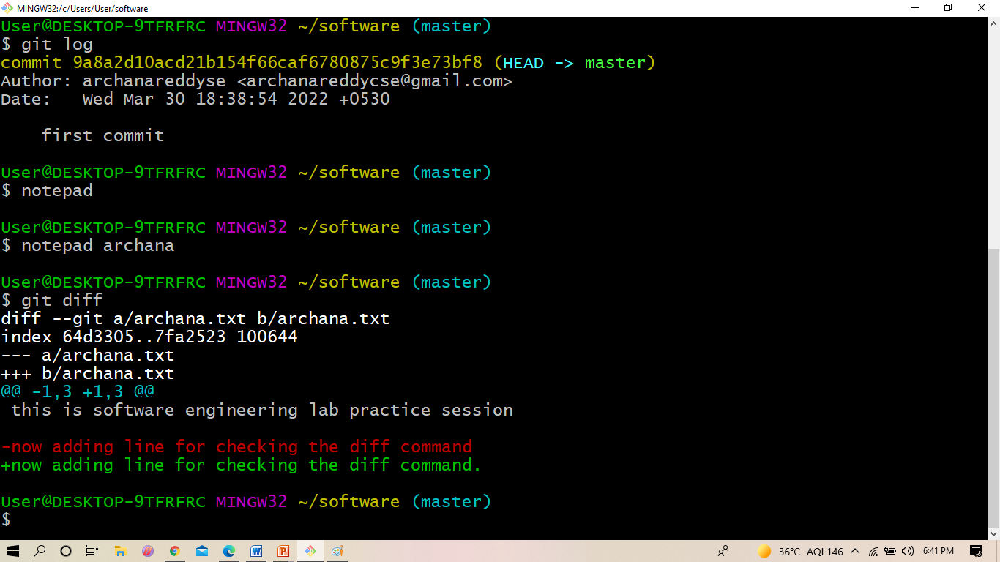 MINGW32:/c/Users/User/software
User@DESKTOP-9TFRFRC MINGW32 ~/software (master)
$ git log
commit 9a8a2d10acd21b154f66caf6780875c9f3e73bf8 (HEAD -> master)
Author: archanareddyse <archanareddycse@gmail.com>
Date:   Wed Mar 30 18:38:54 2022 +0530
    first commit
User@DESKTOP-9TFRFRC MINGW32 ~/software (master)
$ notepad
User@DESKTOP-9TFRFRC MINGW32 ~/software (master)
$ notepad archana
User@DESKTOP-9TFRFRC MINGW32 ~/software (master)
$ git diff
diff --git a/archana.txt b/archana.txt
index 64d3305..7fa2523 100644
--- a/archana.txt
+++ b/archana.txt
@@ -1,3 +1,3 @@
 this is software engineering lab practice session
-now adding line for checking the diff command
+now adding line for checking the diff command.
User@DESKTOP-9TFRFRC MINGW32 ~/software (master)
$
36°C AQI 146 6:41 PM